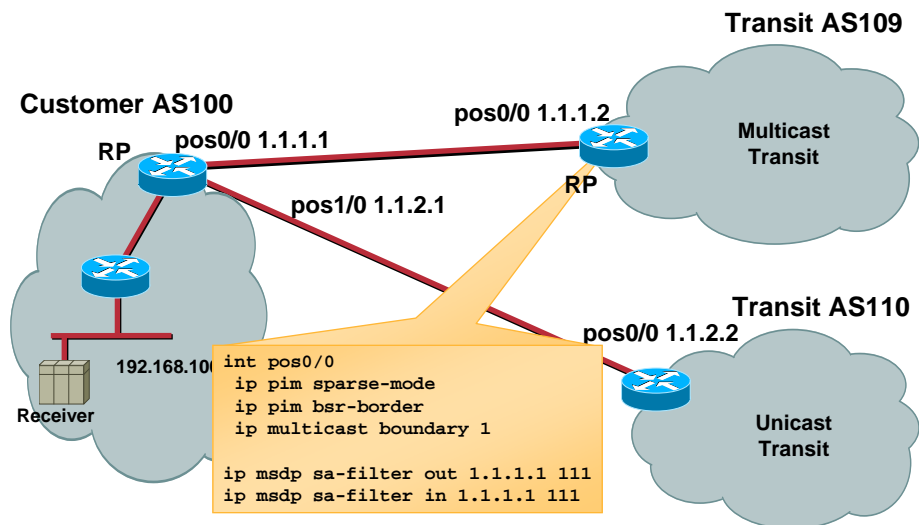 Transit AS109
Customer AS100
pos0/0 1.1.1.2
RP
pos0/0 1.1.1.1
Multicast
Transit
RP
pos1/0 1.1.2.1
Transit AS110
pos0/0 1.1.2.2
192.168.100
Receiver
int pos0/0
ip pim sparse-mode
ip pim bsr-border
ip multicast boundary 1
ip msdp sa-filter out 1.1.1.1 111
ip msdp sa-filter in 1.1.1.1 111
Unicast
Transit